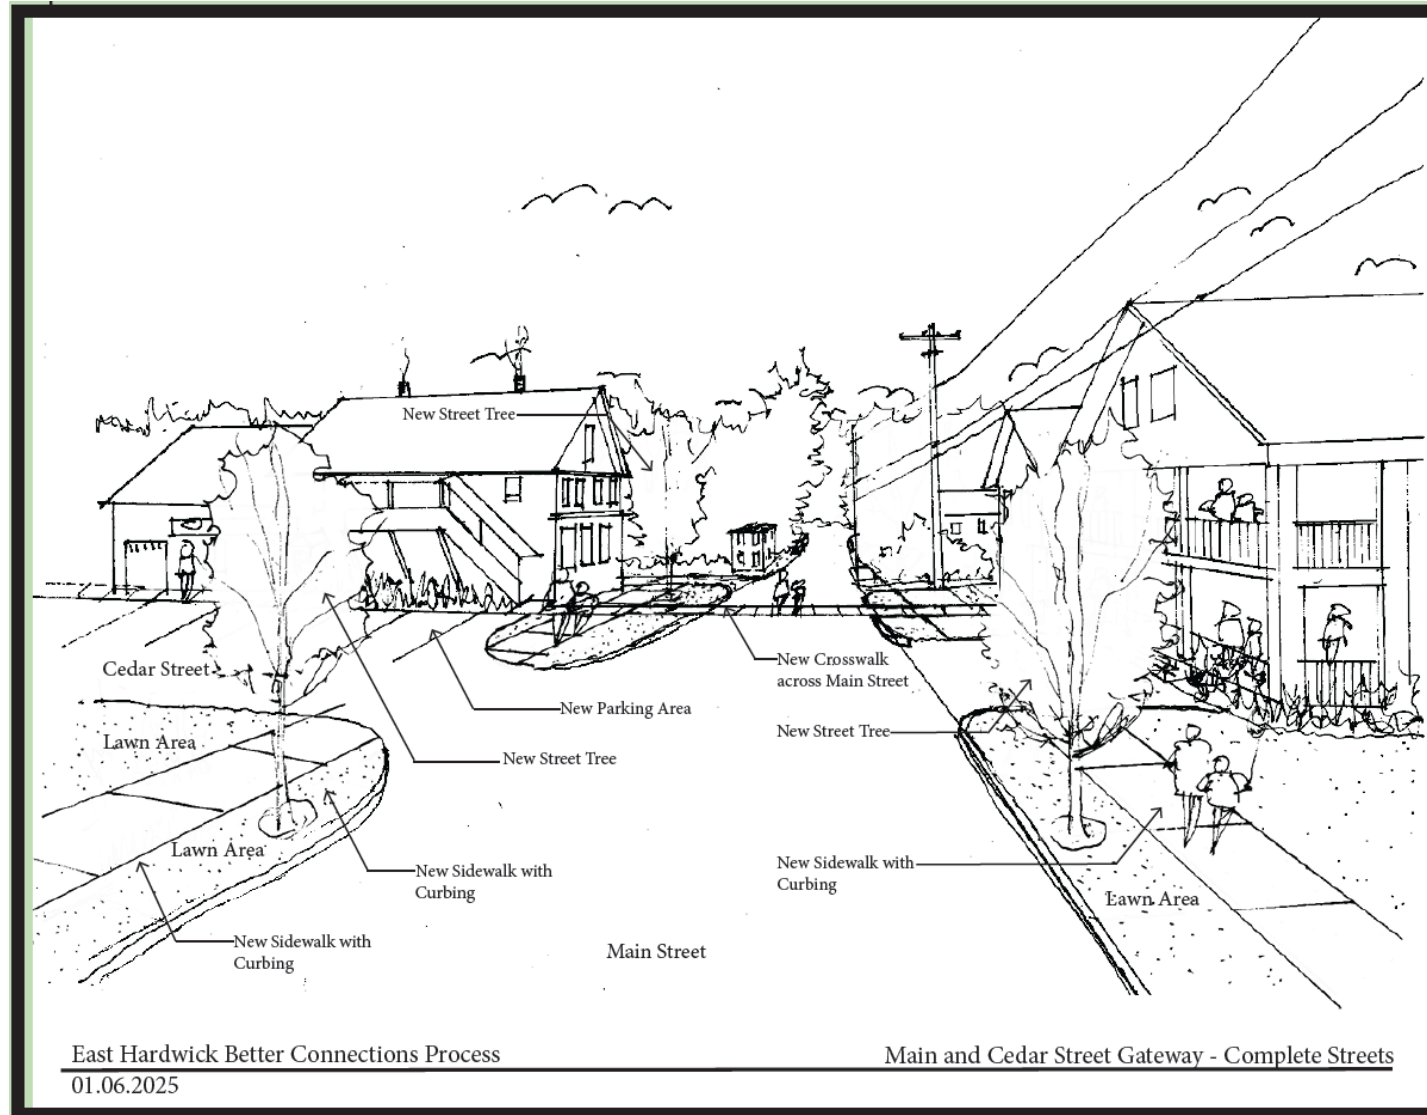 New Street Tree
Cedar Street
New Crosswalk
across Main Street
New Parking Area
New Street Tree
Lawn Area
New Street Tree
Lawn Area
New Sidewalk with
Curbing
New Sidewalk with
Curbing
Lawn Area
New Sidewalk with
Curbing
Main Street
East Hardwick Better Connections Process
Main and Cedar Street Gateway - Complete Streets
01.06.2025